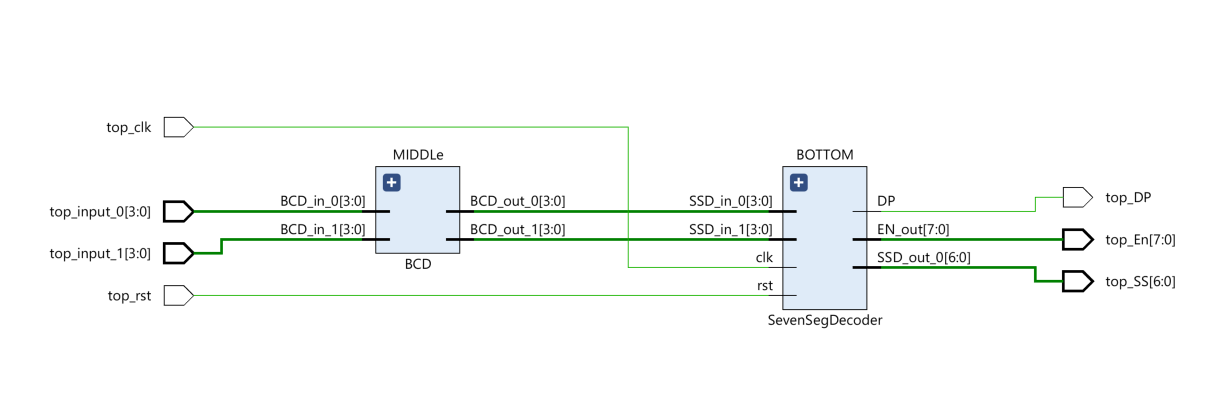 top_clk
MIDDLe
BOTTOM
top_input_0[3:0]
BCD_in_0[3:0]
BCD_out_0[3:0]
SSD_in_0[3:0]
DP
top_DP
top_input_1[3:0]
BCD_in_1[3:0]
BCD_out_1[3:0]
SSD_in_1[3:0]
EN_out[7:0]
top_En[7:0]
BCD
clk
SSD_out_0[6:0]
top_SS[6:0]
top_rst
rst
SevenSegDecoder